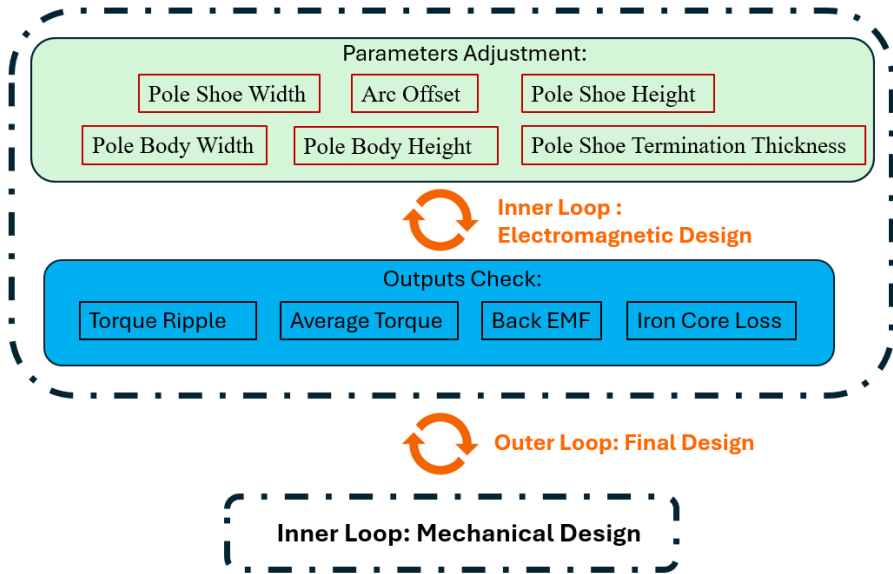 Parameters Adjustment:
Pole Shoe Width
Arc Offset
Pole Shoe Height
Pole Body Width
Pole Body Height
Pole Shoe Termination Thickness
Inner Loop :
Electromagnetic Design
Outputs Check:
Torque Ripple
Average Torque
Back EMF
Iron Core Loss
Outer Loop: Final Design
Inner Loop: Mechanical Design